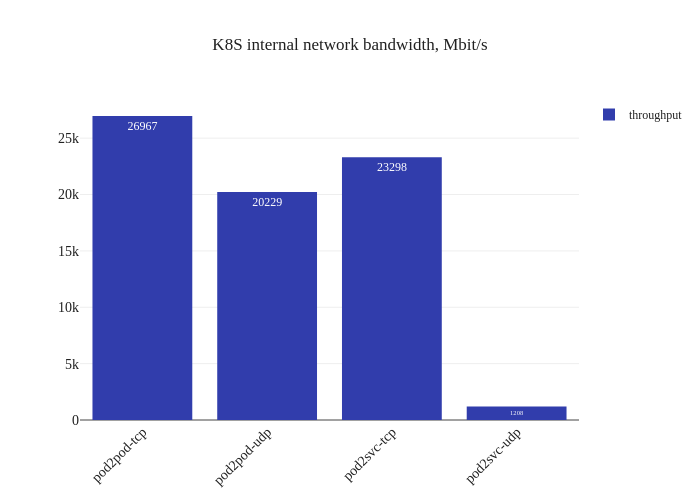 K8S internal network bandwidth, Mbit/s
throughput
25k
20k
15k
10k
5k
0
26967
20229
23298
1208
pod2pod-tcp
pod2pod-udp
pod2svc-tcp
pod2svc-udp